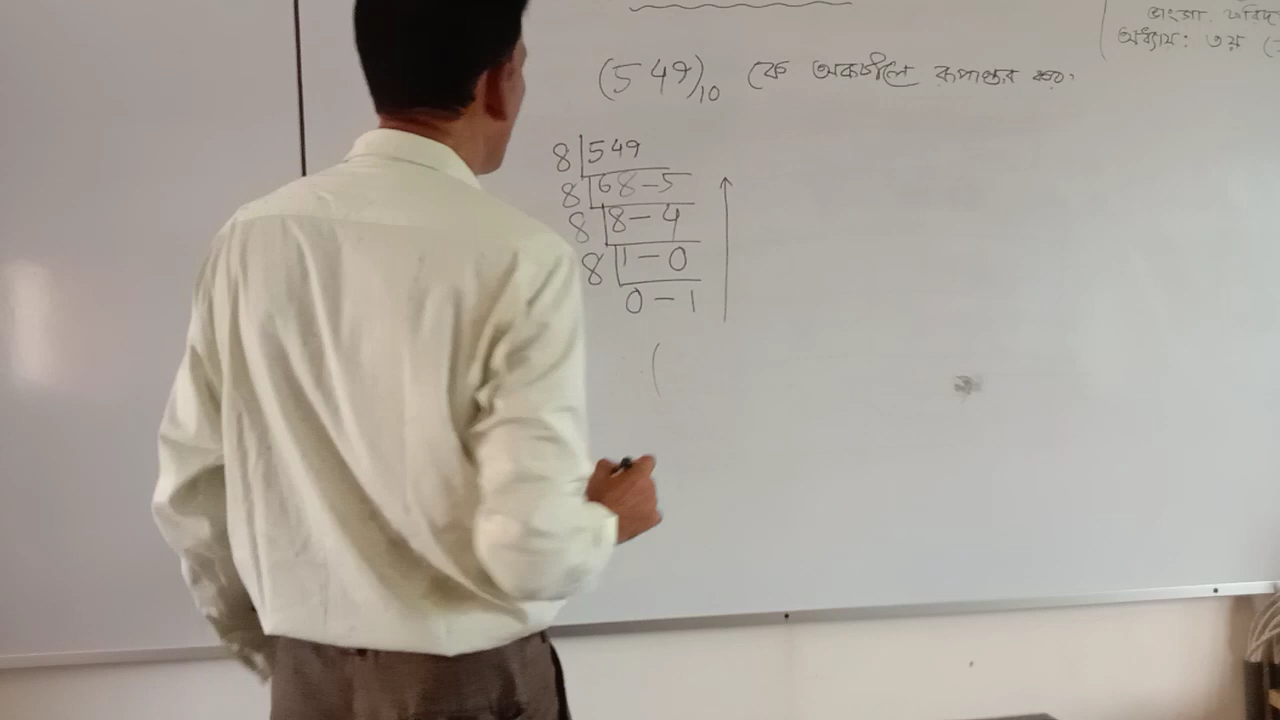 ভাংগা, ফরিদ
অধ্যায়: ৩য় (
(549)10 কে অকটালে রূপান্তর কর।
8 549
8 68-5
8 8-4
8 1-0
0-1
(